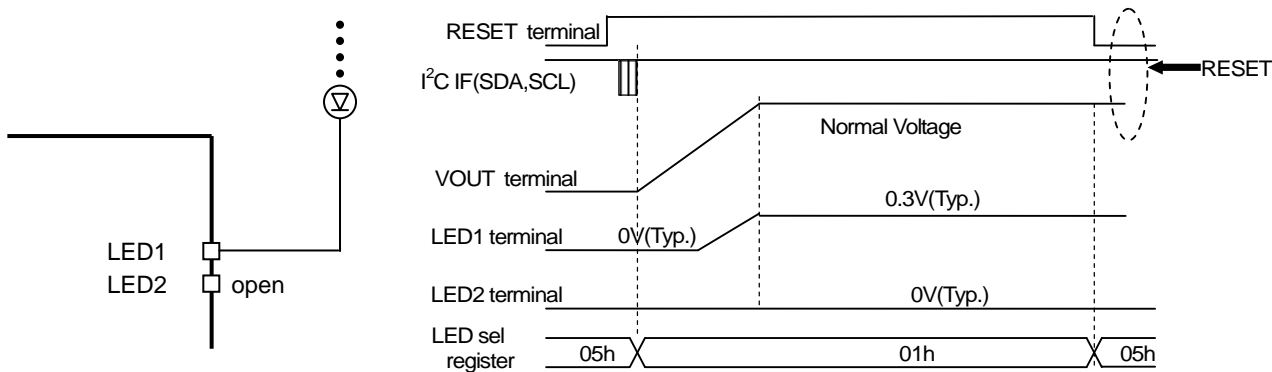 RESET terminal
RESET
I²C IF(SDA,SCL)
Normal Voltage
VOUT terminal
0.3V(Typ.)
LED1 terminal
0V(Typ.)
LED1
LED2 open
LED2 terminal
0V(Typ.)
LED sel
register
05h
01h
05h